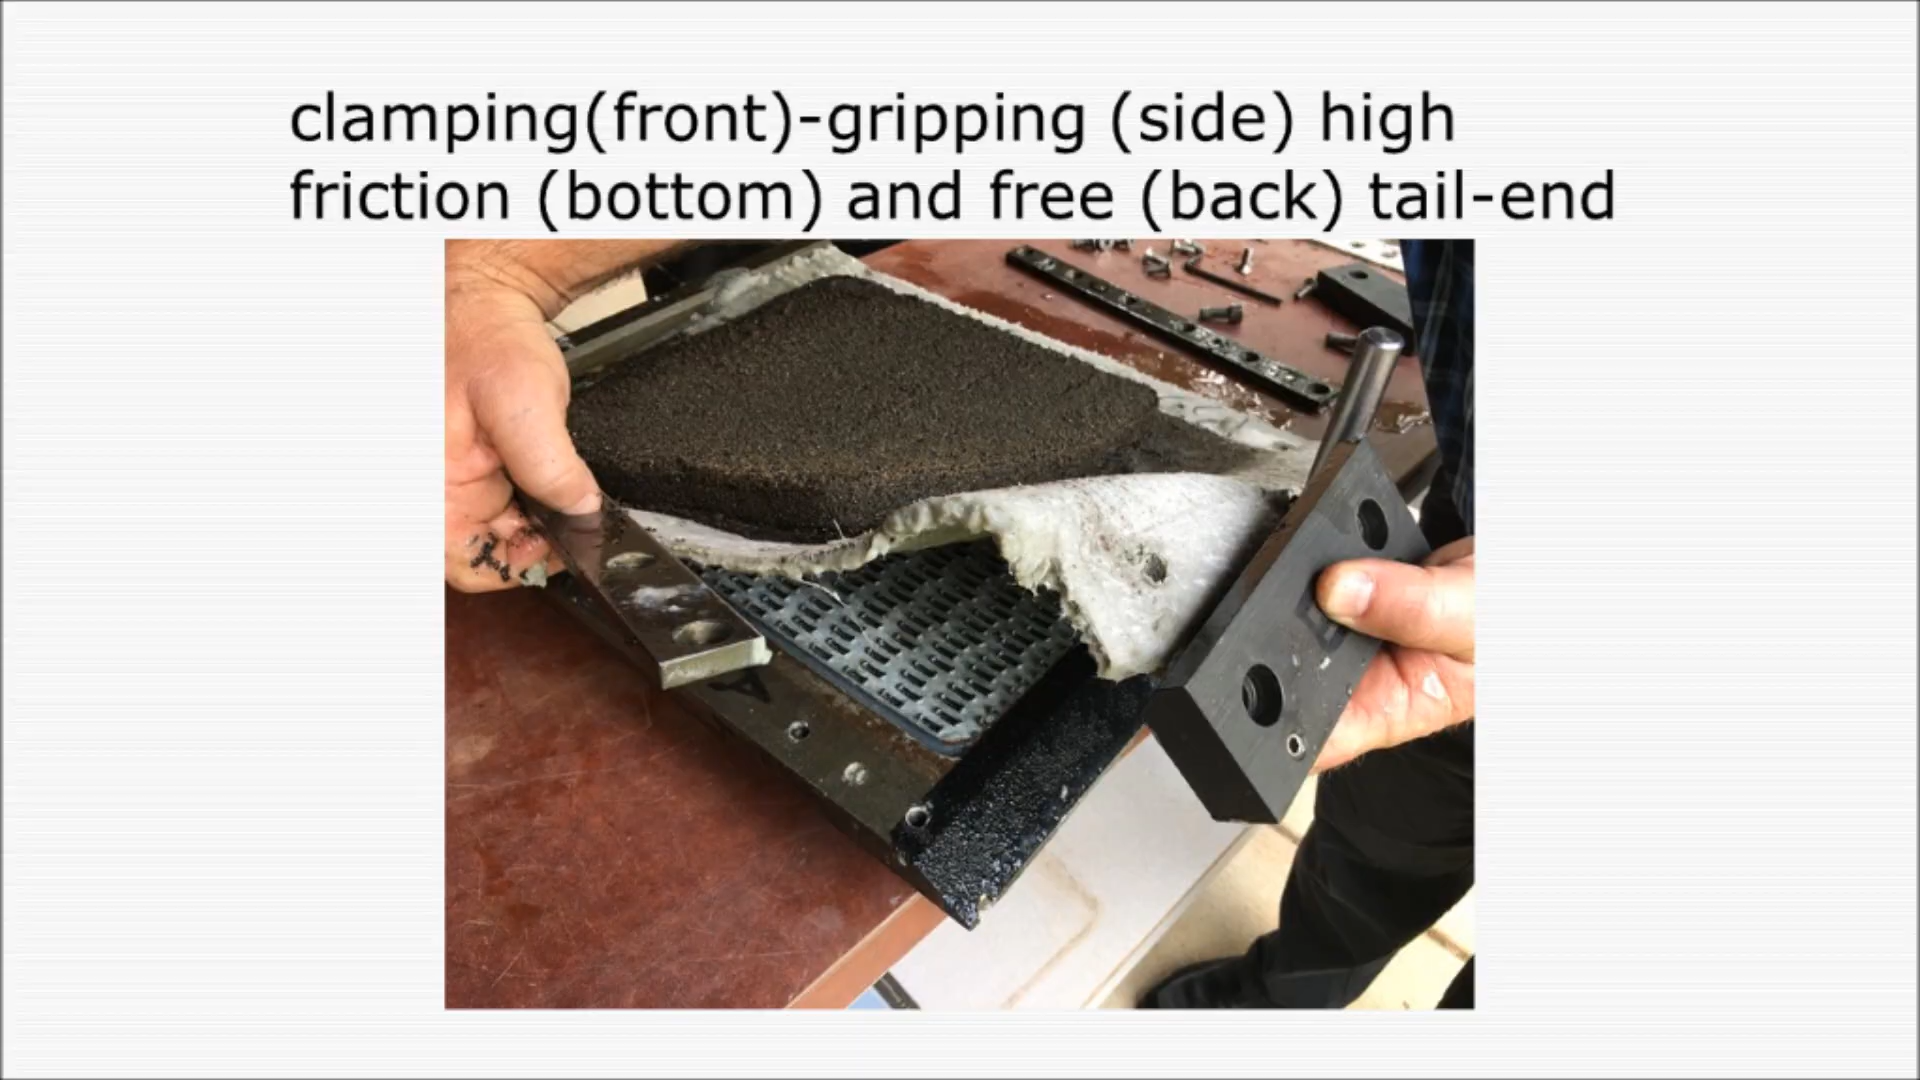 clamping(front)-gripping (side) high
friction (bottom) and free (back) tail-end